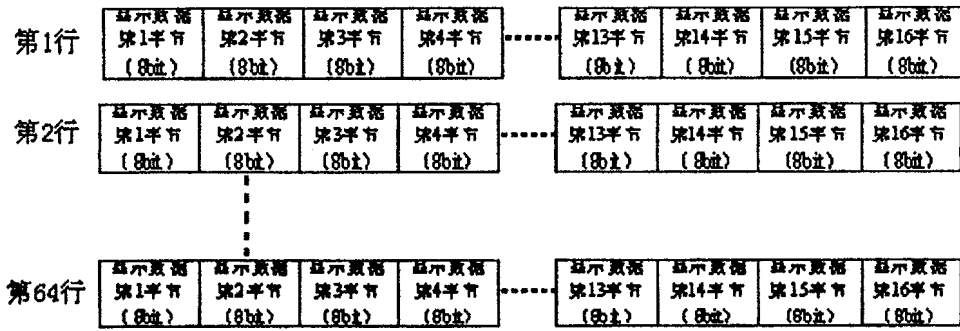 第1行
显示数据 显示数据 显示数据 显示数据 显示数据 显示数据 显示数据 显示数据
第1字节 第2字节 第3字节 第4字节 第13字节 第14字节 第15字节 第16字节
(8bit) (8bit) (8bit) (8bit) (8bit) (8bit) (8bit) (8bit)
第2行
显示数据 显示数据 显示数据 显示数据 显示数据 显示数据 显示数据 显示数据
第1字节 第2字节 第3字节 第4字节 第13字节 第14字节 第15字节 第16字节
(8bit) (8bit) (8bit) (8bit) (8bit) (8bit) (8bit) (8bit)
第64行
显示数据 显示数据 显示数据 显示数据 显示数据 显示数据 显示数据 显示数据
第1字节 第2字节 第3字节 第4字节 第13字节 第14字节 第15字节 第16字节
(8bit) (8bit) (8bit) (8bit) (8bit) (8bit) (8bit) (8bit)